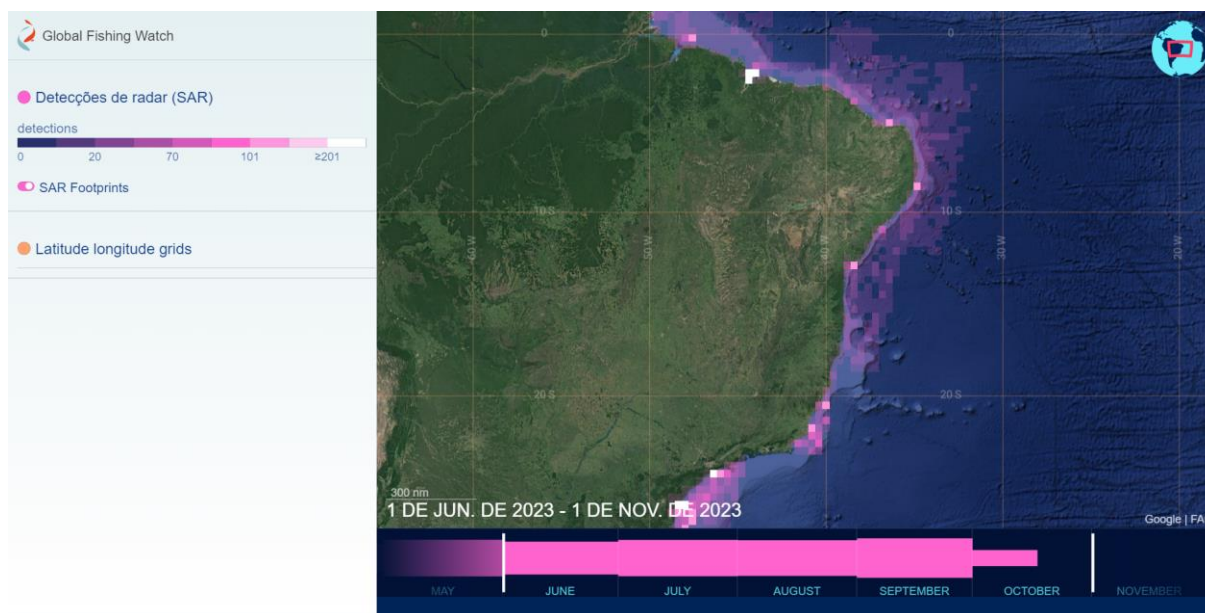 Global Fishing Watch
Detecções de radar (SAR)
detections
0 20 70 101 ≥201
SAR Footprints
Latitude longitude grids
0 0
10 S 10 S
60 W 50 W 40 W 30 W 20 W
20 S 20 S
300 nm
1 DE JUN. DE 2023 - 1 DE NOV. DE 2023
Google | FA
MAY JUNE JULY AUGUST SEPTEMBER OCTOBER NOVEMBER